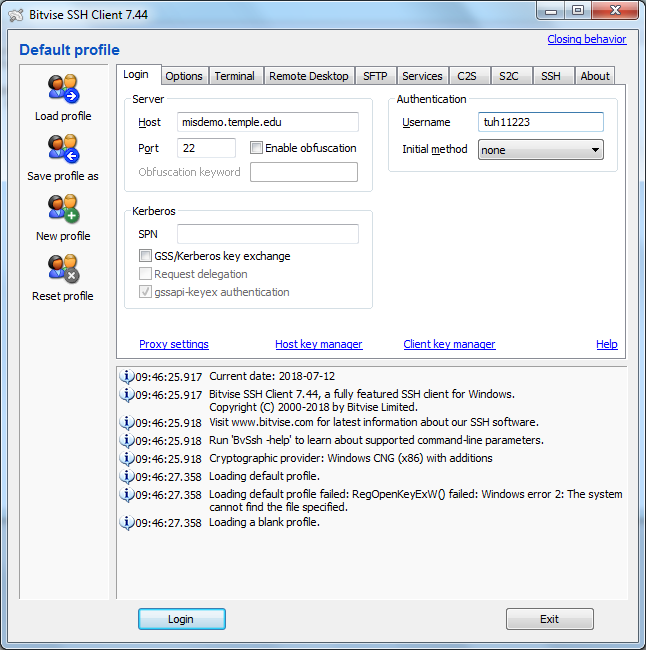 Bitvise SSH Client 7.44
Default profile
Closing behavior
Load profile
Save profile as
New profile
Reset profile
Login Options Terminal Remote Desktop SFTP Services C2S S2C SSH About
Server
Host misdemo.temple.edu
Port 22 Enable obfuscation
Obfuscation keyword
Authentication
Username tuh11223
Initial method none
Kerberos
SPN
GSS/Kerberos key exchange
Request delegation
gssapi-keyex authentication
Proxy settings Host key manager Client key manager Help
09:46:25.917 Current date: 2018-07-12
09:46:25.917 Bitvise SSH Client 7.44, a fully featured SSH client for Windows.
Copyright (C) 2000-2018 by Bitvise Limited.
09:46:25.918 Visit www.bitvise.com for latest information about our SSH software.
09:46:25.918 Run 'BvSsh -help' to learn about supported command-line parameters.
09:46:25.918 Cryptographic provider: Windows CNG (x86) with additions
09:46:27.358 Loading default profile.
09:46:27.358 Loading default profile failed: RegOpenKeyExW() failed: Windows error 2: The system
cannot find the file specified.
09:46:27.358 Loading a blank profile.
Login Exit